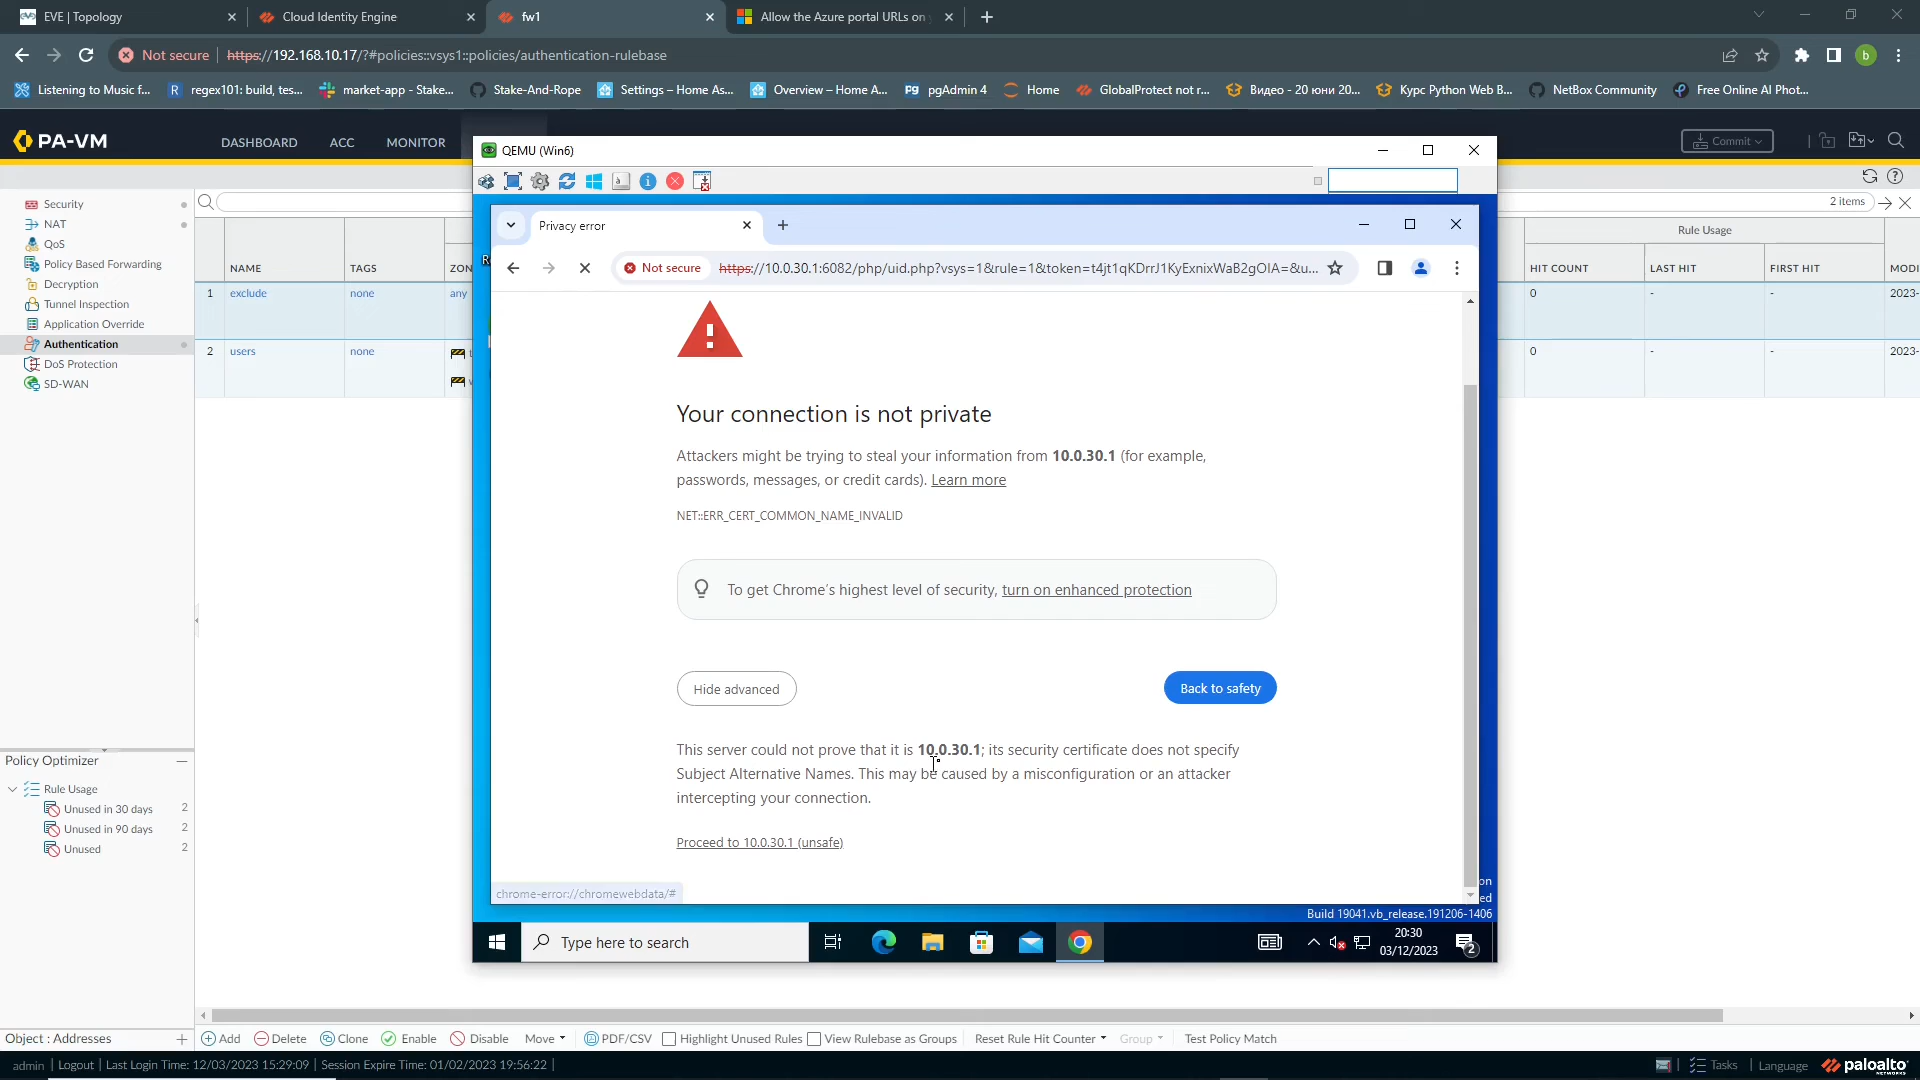 EVE | Topology
Cloud Identity Engine
fw1
Allow the Azure portal URLs on
Not secure
https://192.168.10.17/?#policies::vsys1::policies/authentication-rulebase
b
Listening to Music f...
R
regex101: build, tes...
market-app - Stake...
Stake-And-Rope
Settings – Home As...
Overview – Home A...
pgAdmin 4
Home
GlobalProtect not r...
Видео - 20 юни 20...
Курс Python Web B...
NetBox Community
Free Online AI Phot...
PA-VM
DASHBOARD
ACC
MONITOR
Commit
QEMU (Win6)
Security
NAT
QoS
Policy Based Forwarding
Decryption
Tunnel Inspection
Application Override
Authentication
DoS Protection
SD-WAN
2 items
Rule Usage
NAME
TAGS
ZON
HIT COUNT
LAST HIT
FIRST HIT
MODI
1
exclude
none
any
0
-
-
2023-
2
users
none
0
-
-
2023-
Privacy error
Not secure
https://10.0.30.1:6082/php/uid.php?vsys=1&rule=1&token=t4jt1qKDrrJ1KyExnixWaB2gOIA=&u...
Your connection is not private
Attackers might be trying to steal your information from 10.0.30.1 (for example,
passwords, messages, or credit cards). Learn more
NET::ERR_CERT_COMMON_NAME_INVALID
To get Chrome's highest level of security, turn on enhanced protection
Hide advanced
Back to safety
This server could not prove that it is 10.0.30.1; its security certificate does not specify
Subject Alternative Names. This may be caused by a misconfiguration or an attacker
intercepting your connection.
Proceed to 10.0.30.1 (unsafe)
chrome-error://chromewebdata/#
on
ed
Build 19041.vb_release.191206-1406
Type here to search
20:30
03/12/2023
2
Policy Optimizer
Rule Usage
Unused in 30 days
2
Unused in 90 days
2
Unused
2
Object : Addresses
Add
Delete
Clone
Enable
Disable
Move
PDF/CSV
Highlight Unused Rules
View Rulebase as Groups
Reset Rule Hit Counter
Group
Test Policy Match
admin | Logout | Last Login Time: 12/03/2023 15:29:09 | Session Expire Time: 01/02/2023 19:56:22 |
Tasks
Language
paloalto
NETWORKS